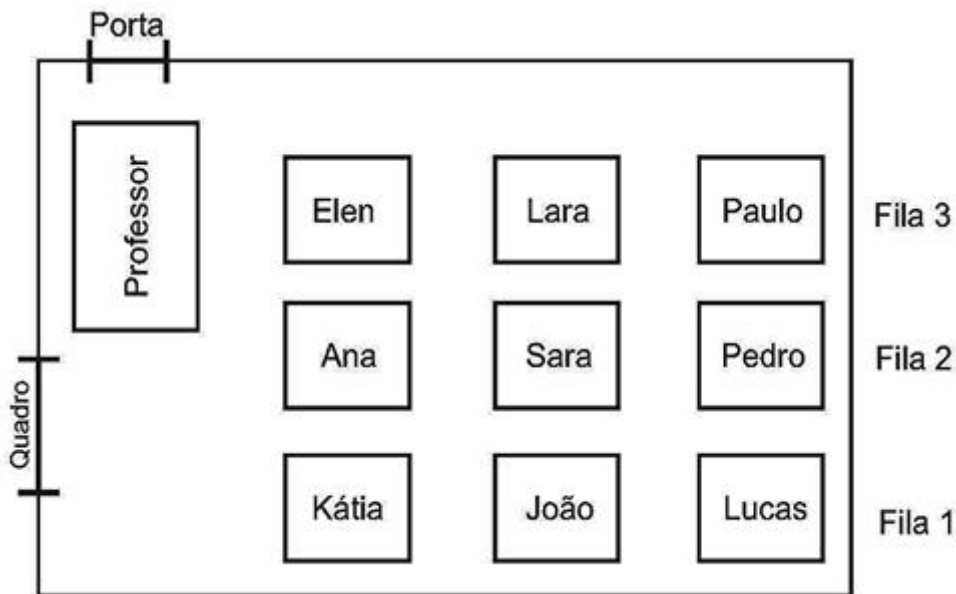 Porta
Professor
Elen Lara Paulo Fila 3
Ana Sara Pedro Fila 2
Quadro
Kátia João Lucas Fila 1